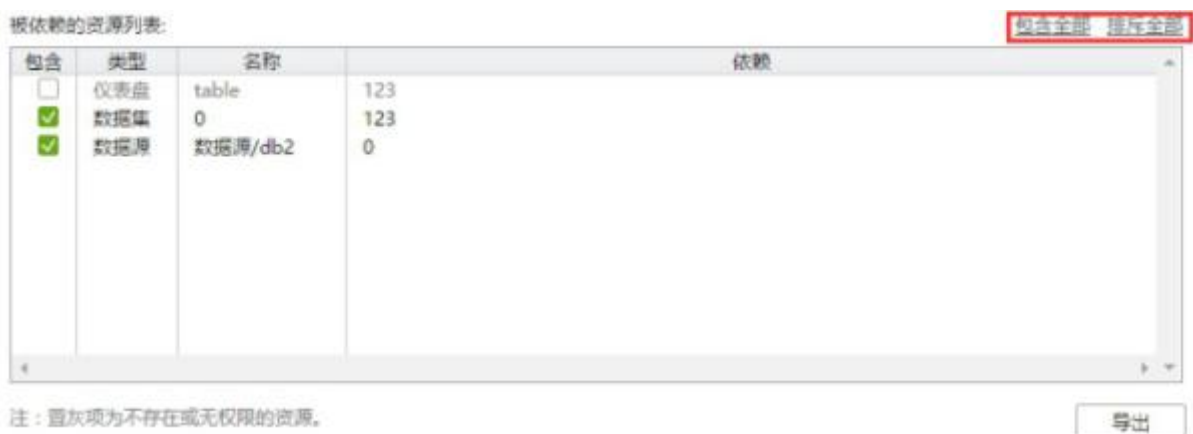 被依赖的资源列表: 包含全部 排斥全部
包含 类型 名称 依赖
仪表盘 table 123
数据集 0 123
数据源 数据源/db2 0
注：置灰项为不存在或无权限的资源。 导出